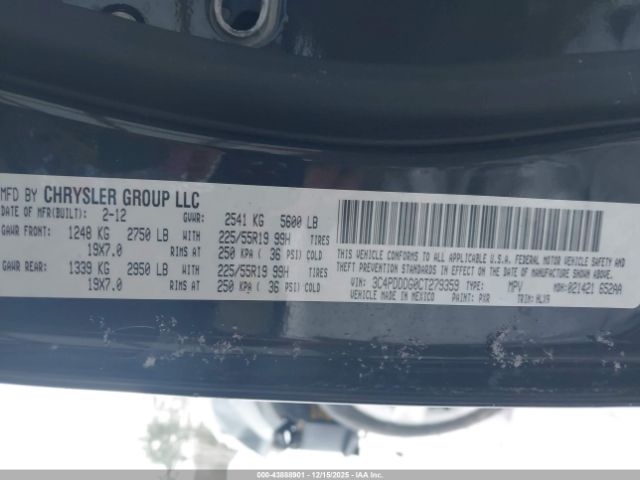 MFD BY CHRYSLER GROUP LLC
DATE OF MFR(BUILT): 2-12 GVWR: 2541 KG 5600 LB
GAWR FRONT: 1248 KG 2750 LB WITH 225/55R19 99H TIRES
19X7.0 RIMS AT 250 KPA ( 36 PSI) COLD
GAWR REAR: 1339 KG 2950 LB WITH 225/55R19 99H TIRES
19X7.0 RIMS AT 250 KPA ( 36 PSI) COLD
THIS VEHICLE CONFORMS TO ALL APPLICABLE U.S.A. FEDERAL MOTOR VEHICLE SAFETY AND
THEFT PREVENTION STANDARDS IN EFFECT ON THE DATE OF MANUFACTURE SHOWN ABOVE.
VIN: 3C4PDDDG0CT279359 TYPE: MPV MDH:021421 652AA
VEHICLE MADE IN MEXICO PAINT: PXR TRIM:
000-43888901 - 12/15/2025 - IAA, Inc.